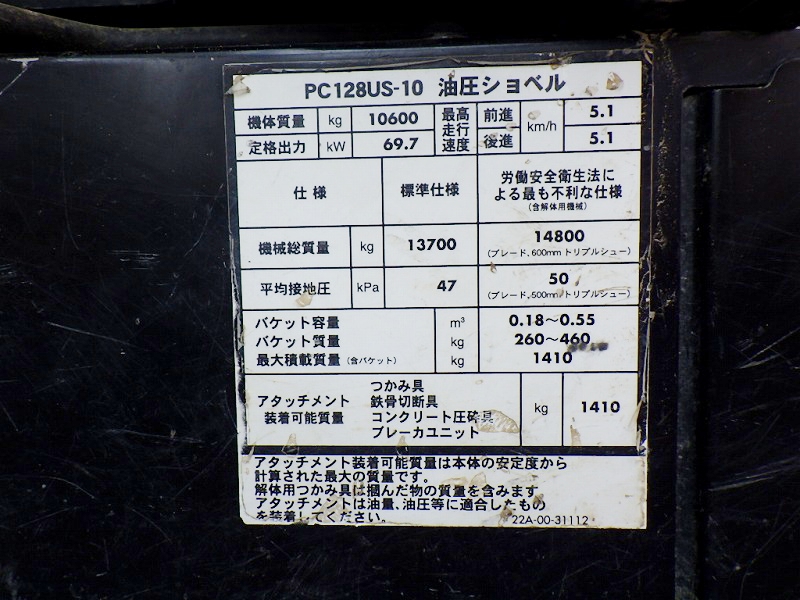 PC128US-10 油圧ショベル
機体質量 kg 10600 最高走行速度 前進 km/h 5.1
定格出力 kW 69.7 後進 5.1
仕様 標準仕様 労働安全衛生法による最も不利な仕様
(含解体用機械)
機械総質量 kg 13700 14800
(ブレード,600mm トリプルシュー)
平均接地圧 kPa 47 50
(ブレード,500mm トリプルシュー)
バケット容量 m³ 0.18～0.55
バケット質量 kg 260～460
最大積載質量 (含バケット) kg 1410
アタッチメント装着可能質量 つかみ具 kg 1410
鉄骨切断具
コンクリート圧砕具
ブレーカユニット
アタッチメント装着可能質量は本体の安定度から
計算された最大の質量です。
解体用つかみ具は掴んだ物の質量を含みます
アタッチメントは油量、油圧等に適合したもの
を装着してください。
22A-00-31112